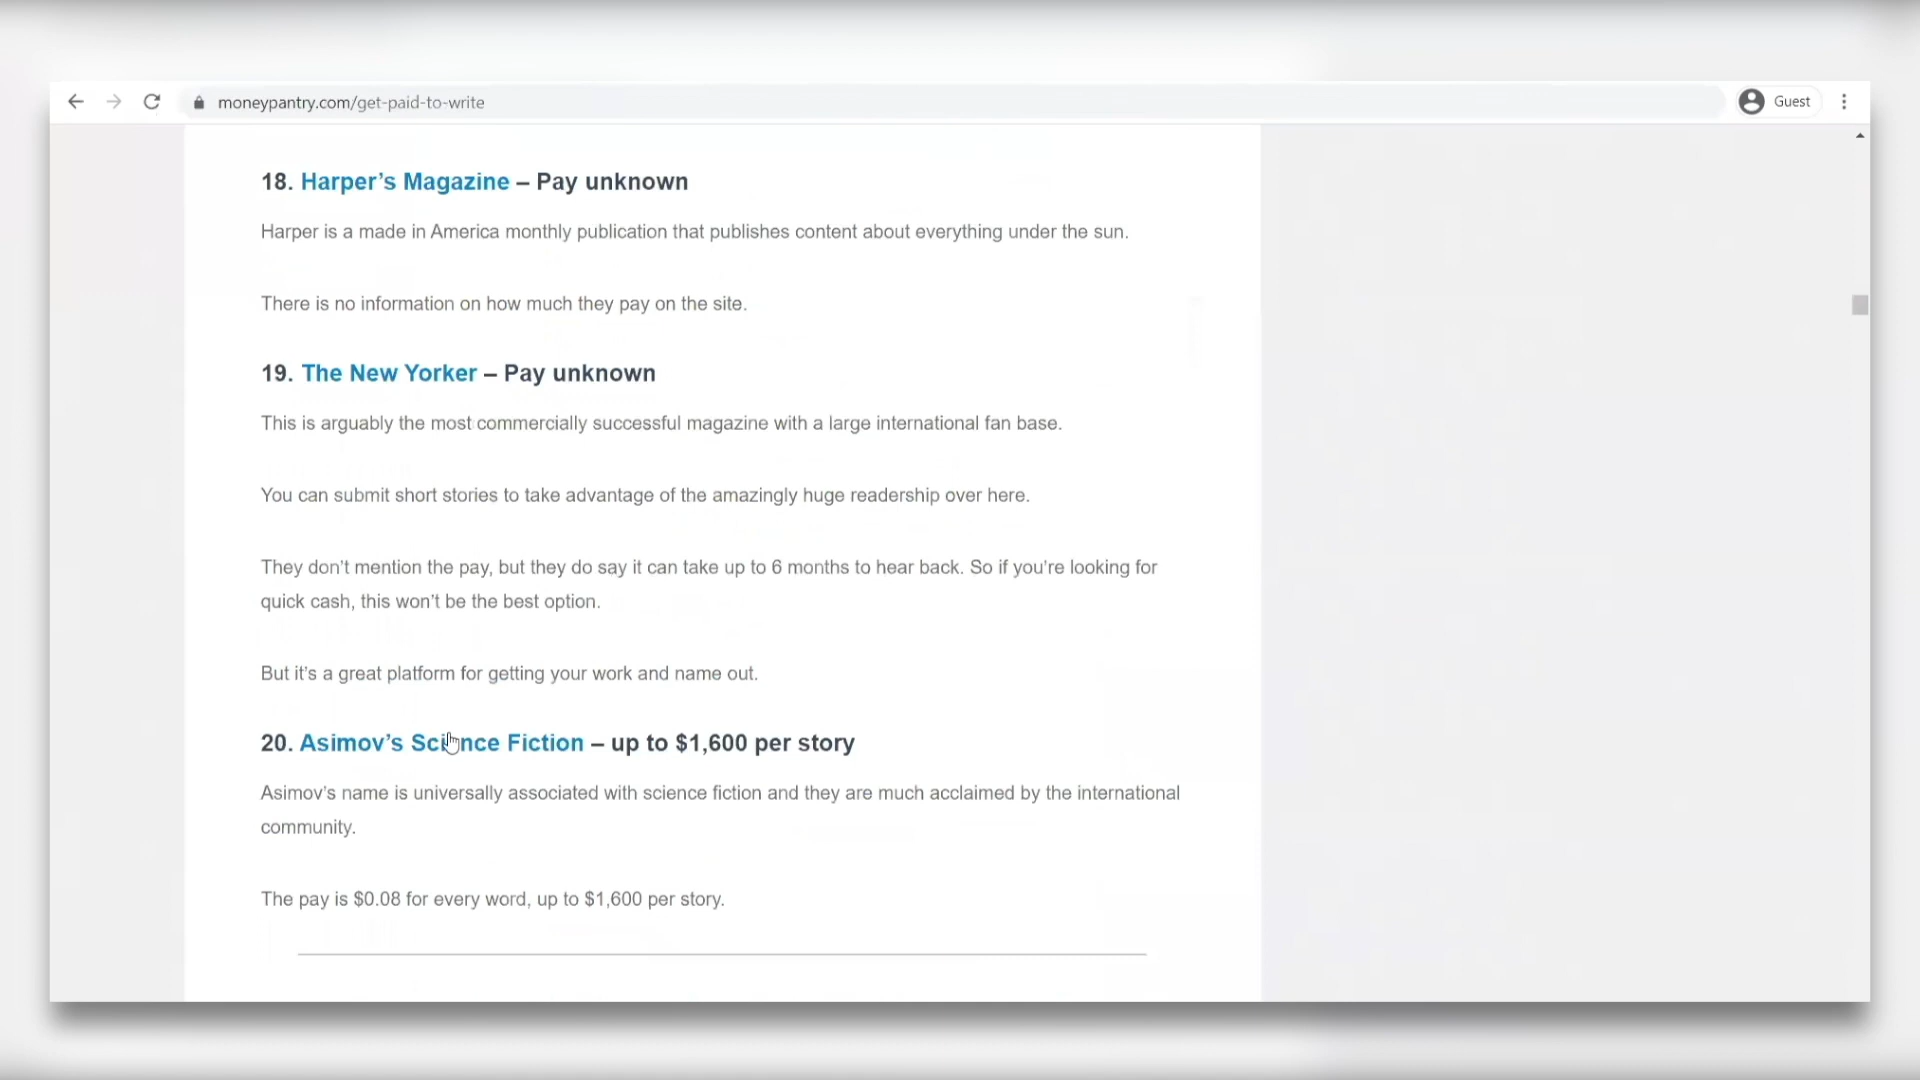 moneypantry.com/get-paid-to-write
Guest
18. Harper’s Magazine – Pay unknown
Harper is a made in America monthly publication that publishes content about everything under the sun.
There is no information on how much they pay on the site.
19. The New Yorker – Pay unknown
This is arguably the most commercially successful magazine with a large international fan base.
You can submit short stories to take advantage of the amazingly huge readership over here.
They don’t mention the pay, but they do say it can take up to 6 months to hear back. So if you’re looking for
quick cash, this won’t be the best option.
But it’s a great platform for getting your work and name out.
20. Asimov’s Science Fiction – up to $1,600 per story
Asimov’s name is universally associated with science fiction and they are much acclaimed by the international
community.
The pay is $0.08 for every word, up to $1,600 per story.